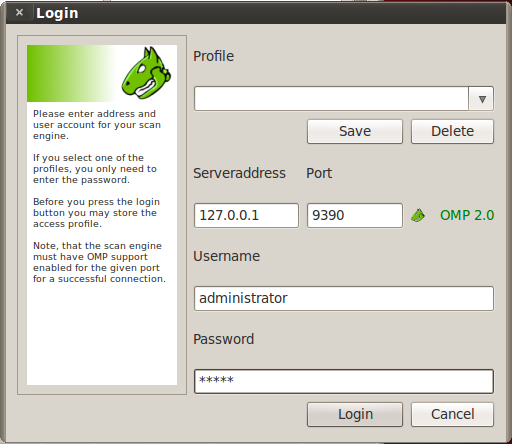 Login
Please enter address and
user account for your scan
engine.
If you select one of the
profiles, you only need to
enter the password.
Before you press the login
button you may store the
access profile.
Note, that the scan engine
must have OMP support
enabled for the given port
for a successful connection.
Profile
Save Delete
Serveraddress Port
127.0.0.1 9390 OMP 2.0
Username
administrator
Password
*****
Login Cancel